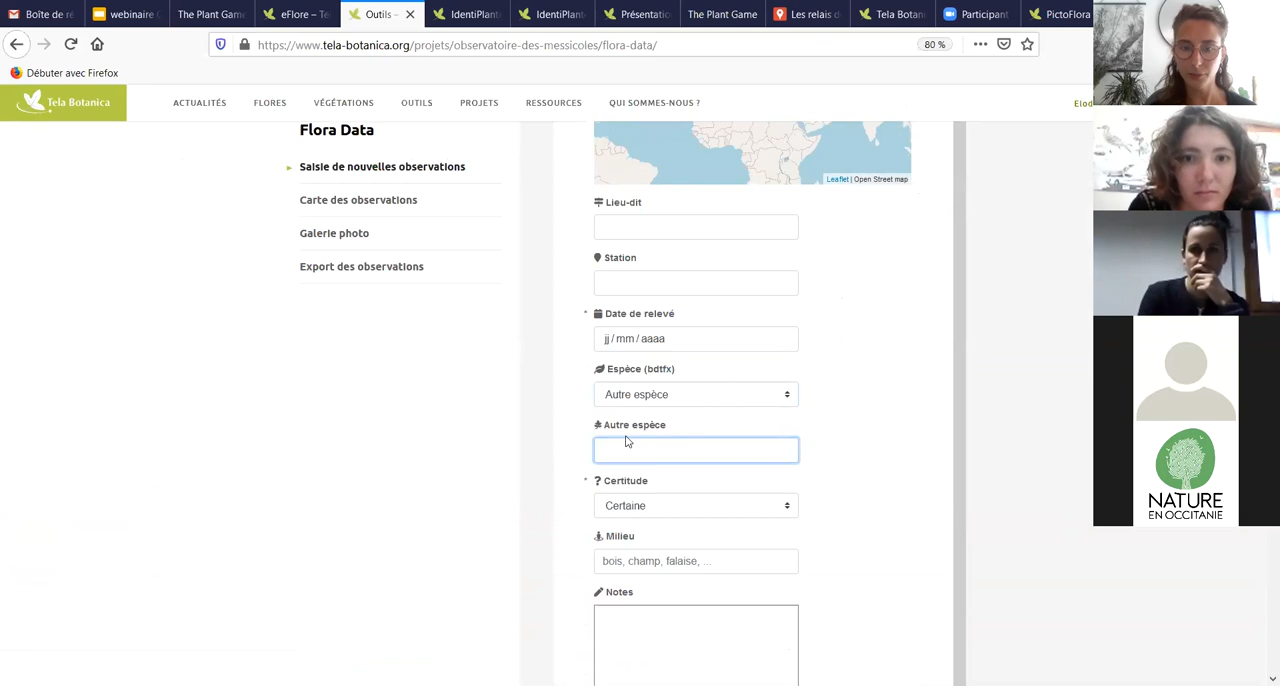 Boîte de ré
webinaire (
The Plant Gam
eFlore – Te
Outils –
IdentiPlant
IdentiPlant
Présentatio
The Plant Game
Les relais d
Tela Botan
Participant
PictoFlora
https://www.tela-botanica.org/projets/observatoire-des-messicoles/flora-data/
80 %
Débuter avec Firefox
Tela Botanica
ACTUALITÉS
FLORES
VÉGÉTATIONS
OUTILS
PROJETS
RESSOURCES
QUI SOMMES-NOUS ?
Elod
Flora Data
Saisie de nouvelles observations
Carte des observations
Galerie photo
Export des observations
Leaflet | Open Street map
Lieu-dit
Station
* Date de relevé
jj / mm / aaaa
Espèce (bdtfx)
Autre espèce
Autre espèce
* ? Certitude
Certaine
Milieu
bois, champ, falaise, ...
Notes
NATURE
EN OCCITANIE